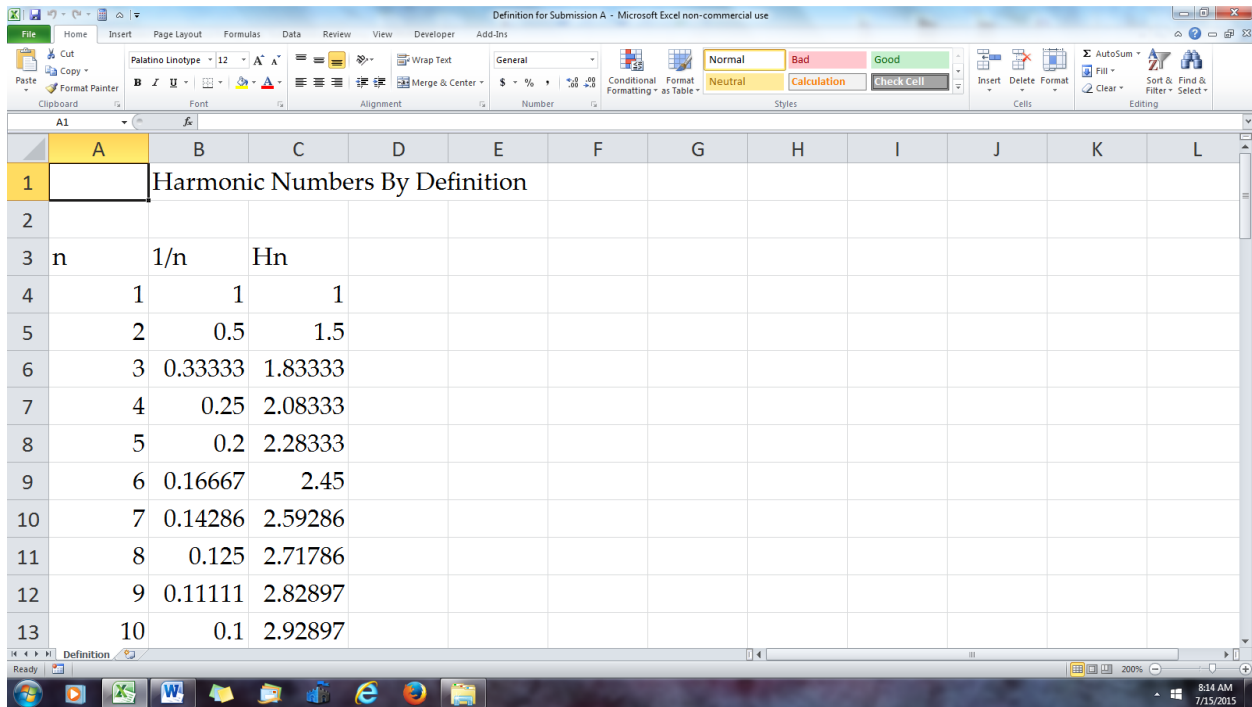 Definition for Submission A - Microsoft Excel non-commercial use
File Home Insert Page Layout Formulas Data Review View Developer Add-Ins
Cut Palatino Linotype 12 A A Wrap Text General Normal Bad Good Σ AutoSum
Copy Fill
Paste Format Painter B I U A Merge & Center $ % , .0 .00 .00 .0 Conditional Formatting Format as Table Neutral Calculation Check Cell Insert Delete Format Clear Sort & Filter Find & Select
Clipboard Font Alignment Number Styles Cells Editing
A1 fx
A B C D E F G H I J K L
1 Harmonic Numbers By Definition
2
3 n 1/n Hn
4 1 1 1
5 2 0.5 1.5
6 3 0.33333 1.83333
7 4 0.25 2.08333
8 5 0.2 2.28333
9 6 0.16667 2.45
10 7 0.14286 2.59286
11 8 0.125 2.71786
12 9 0.11111 2.82897
13 10 0.1 2.92897
Definition
Ready 200%
8:14 AM
7/15/2015